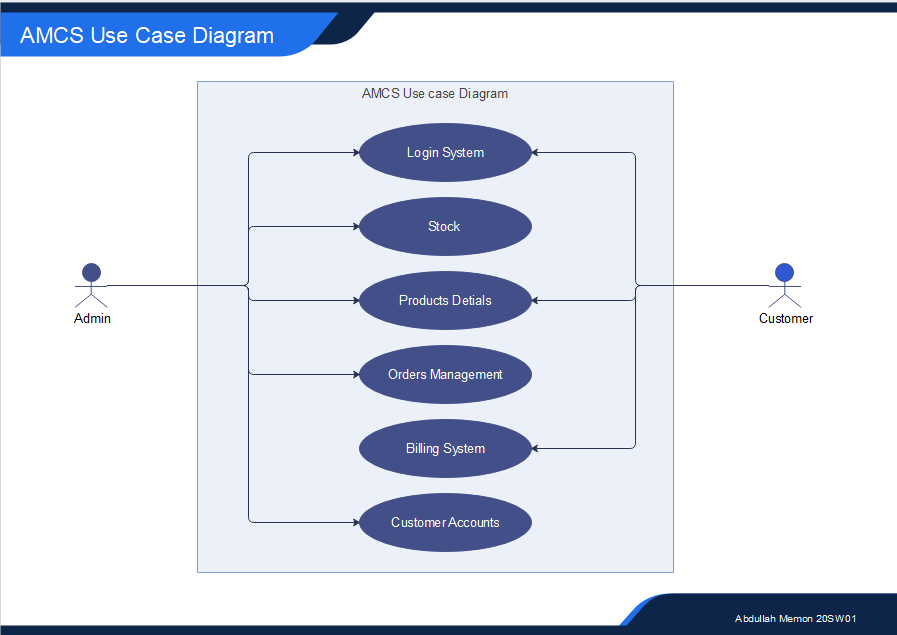 AMCS Use Case Diagram
AMCS Use case Diagram
Login System
Stock
Products Detials
Orders Management
Billing System
Customer Accounts
Admin
Customer
Abdullah Memon 20SW01